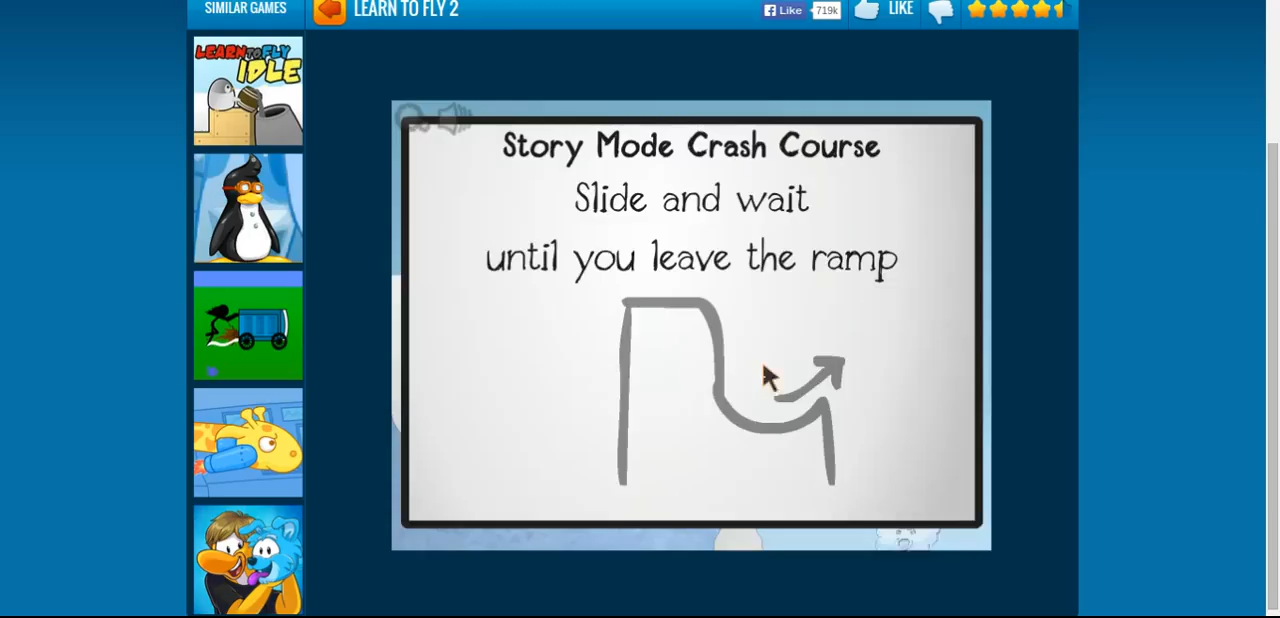 SIMILAR GAMES
LEARN TO FLY 2
Like 719k
LIKE
LEARN TO FLY
IDLE
Story Mode Crash Course
Slide and wait
until you leave the ramp